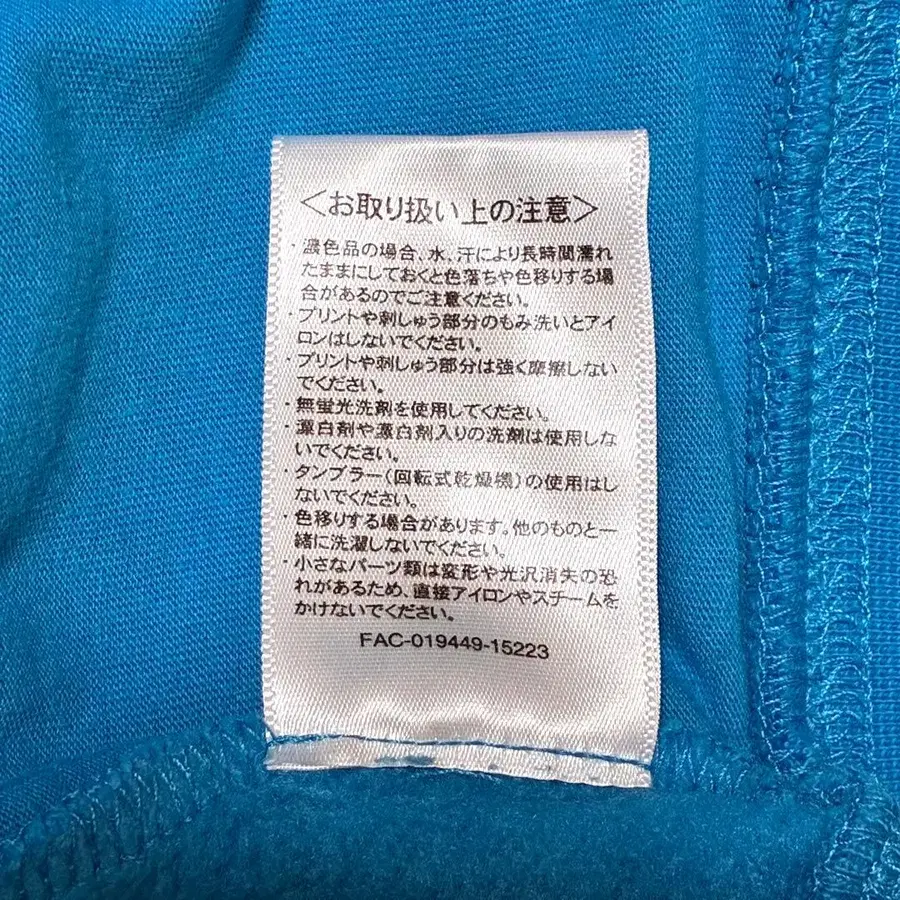 ＜お取り扱い上の注意＞
・濃色品の場合、水、汗により長時間濡れ
たままにしておくと色落ちや色移りする場
合があるのでご注意ください。
・プリントや刺しゅう部分のもみ洗いとアイ
ロンはしないでください。
・プリントや刺しゅう部分は強く摩擦しない
でください。
・無蛍光洗剤を使用してください。
・漂白剤や漂白剤入りの洗剤は使用しな
いでください。
・タンブラー（回転式乾燥機）の使用はし
ないでください。
・色移りする場合があります。他のものと一
緒に洗濯しないでください。
・小さなパーツ類は変形や光沢消失の恐
れがあるため、直接アイロンやスチームを
かけないでください。
FAC-019449-15223